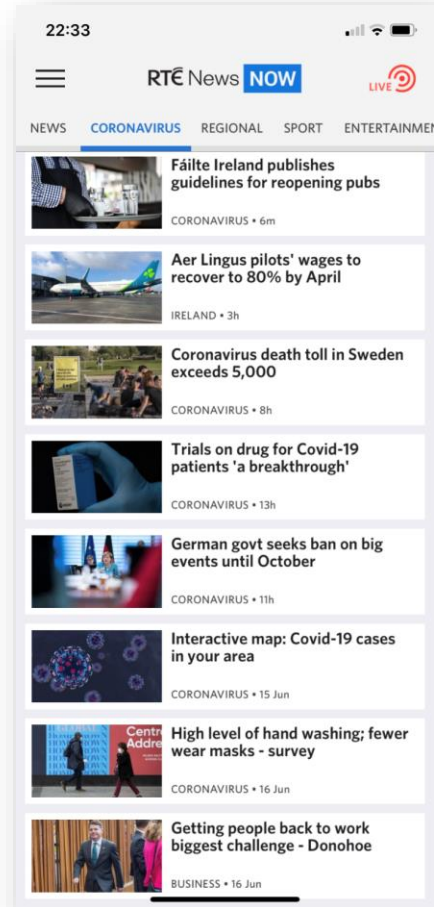 22:33
RTÉ News NOW
LIVE
NEWS CORONAVIRUS REGIONAL SPORT ENTERTAINMEN
Fáilte Ireland publishes
guidelines for reopening pubs
CORONAVIRUS • 6m
Aer Lingus pilots' wages to
recover to 80% by April
IRELAND • 3h
Coronavirus death toll in Sweden
exceeds 5,000
CORONAVIRUS • 8h
Trials on drug for Covid-19
patients 'a breakthrough'
CORONAVIRUS • 13h
German govt seeks ban on big
events until October
CORONAVIRUS • 11h
Interactive map: Covid-19 cases
in your area
CORONAVIRUS • 15 Jun
Centr
Addre
High level of hand washing; fewer
wear masks - survey
CORONAVIRUS • 16 Jun
Getting people back to work
biggest challenge - Donohoe
BUSINESS • 16 Jun